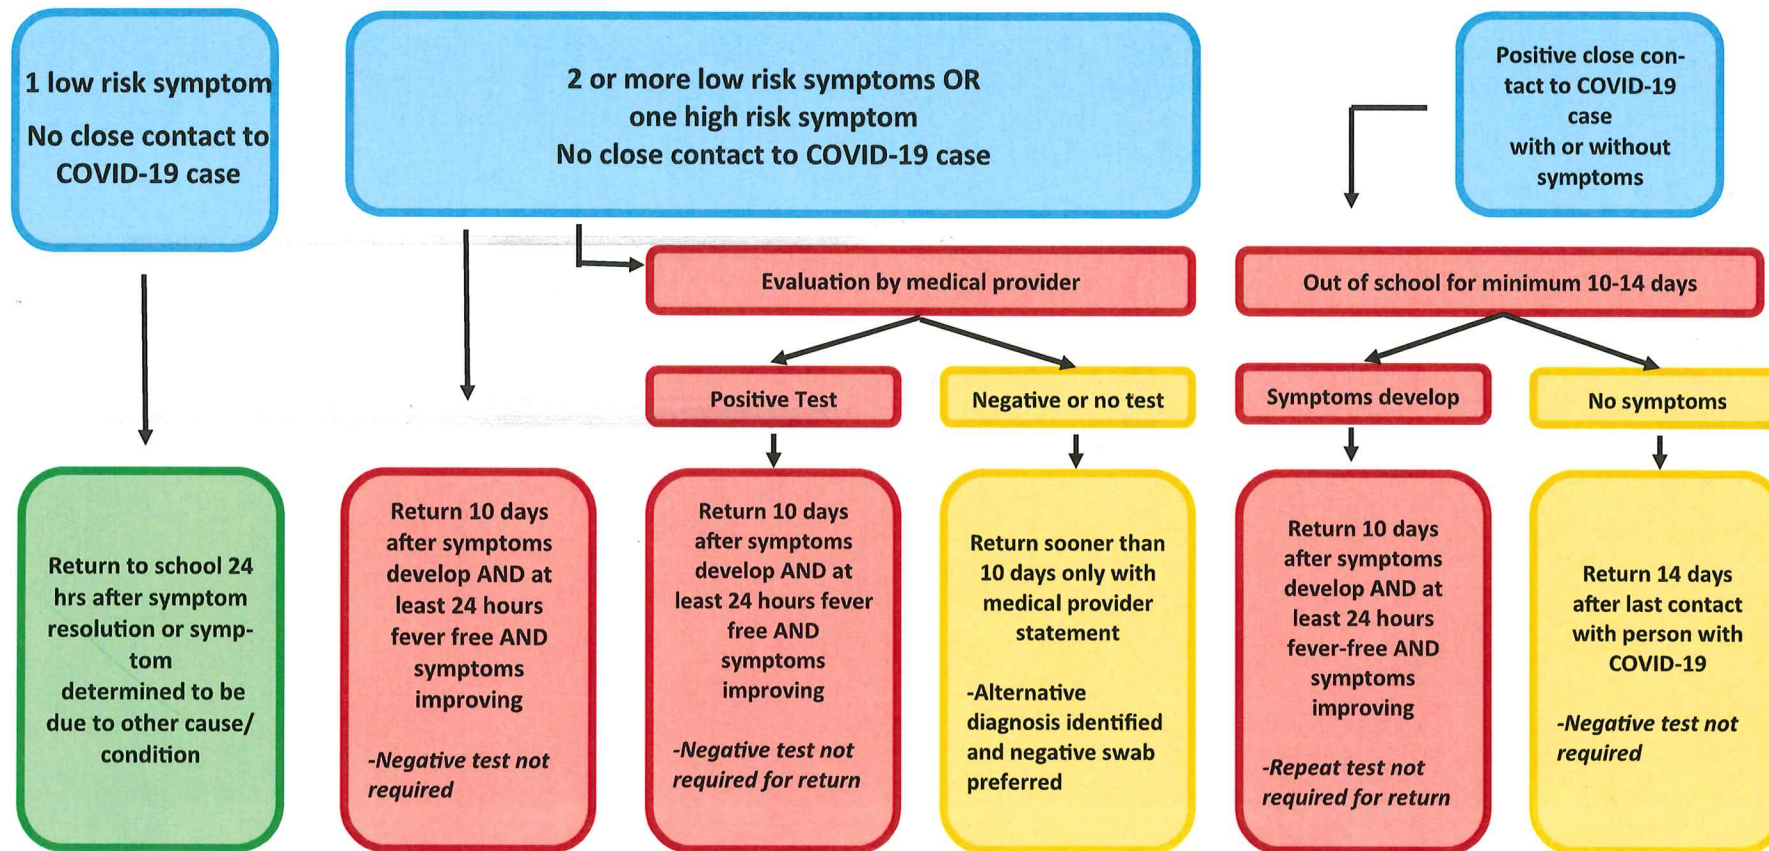 1 low risk symptom
No close contact to
COVID-19 case
2 or more low risk symptoms OR
one high risk symptom
No close contact to COVID-19 case
Positive close con-
tact to COVID-19
case
with or without
symptoms
Evaluation by medical provider
Out of school for minimum 10-14 days
Positive Test
Negative or no test
Symptoms develop
No symptoms
Return to school 24
hrs after symptom
resolution or symp-
tom
determined to be
due to other cause/
condition
Return 10 days
after symptoms
develop AND at
least 24 hours
fever free AND
symptoms
improving
-Negative test not
required
Return 10 days
after symptoms
develop AND at
least 24 hours fever
free AND
symptoms
improving
-Negative test not
required for return
Return sooner than
10 days only with
medical provider
statement
-Alternative
diagnosis identified
and negative swab
preferred
Return 10 days
after symptoms
develop AND at
least 24 hours
fever-free AND
symptoms
improving
-Repeat test not
required for return
Return 14 days
after last contact
with person with
COVID-19
-Negative test not
required